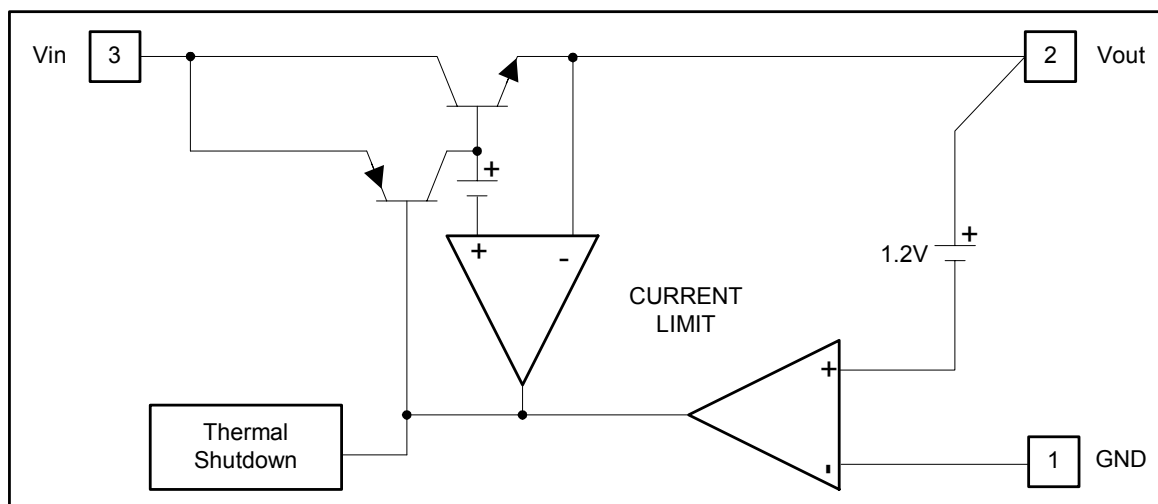 Vin 3
2 Vout
+
+ -
1.2V +
CURRENT
LIMIT
+
Thermal
Shutdown
-
1 GND